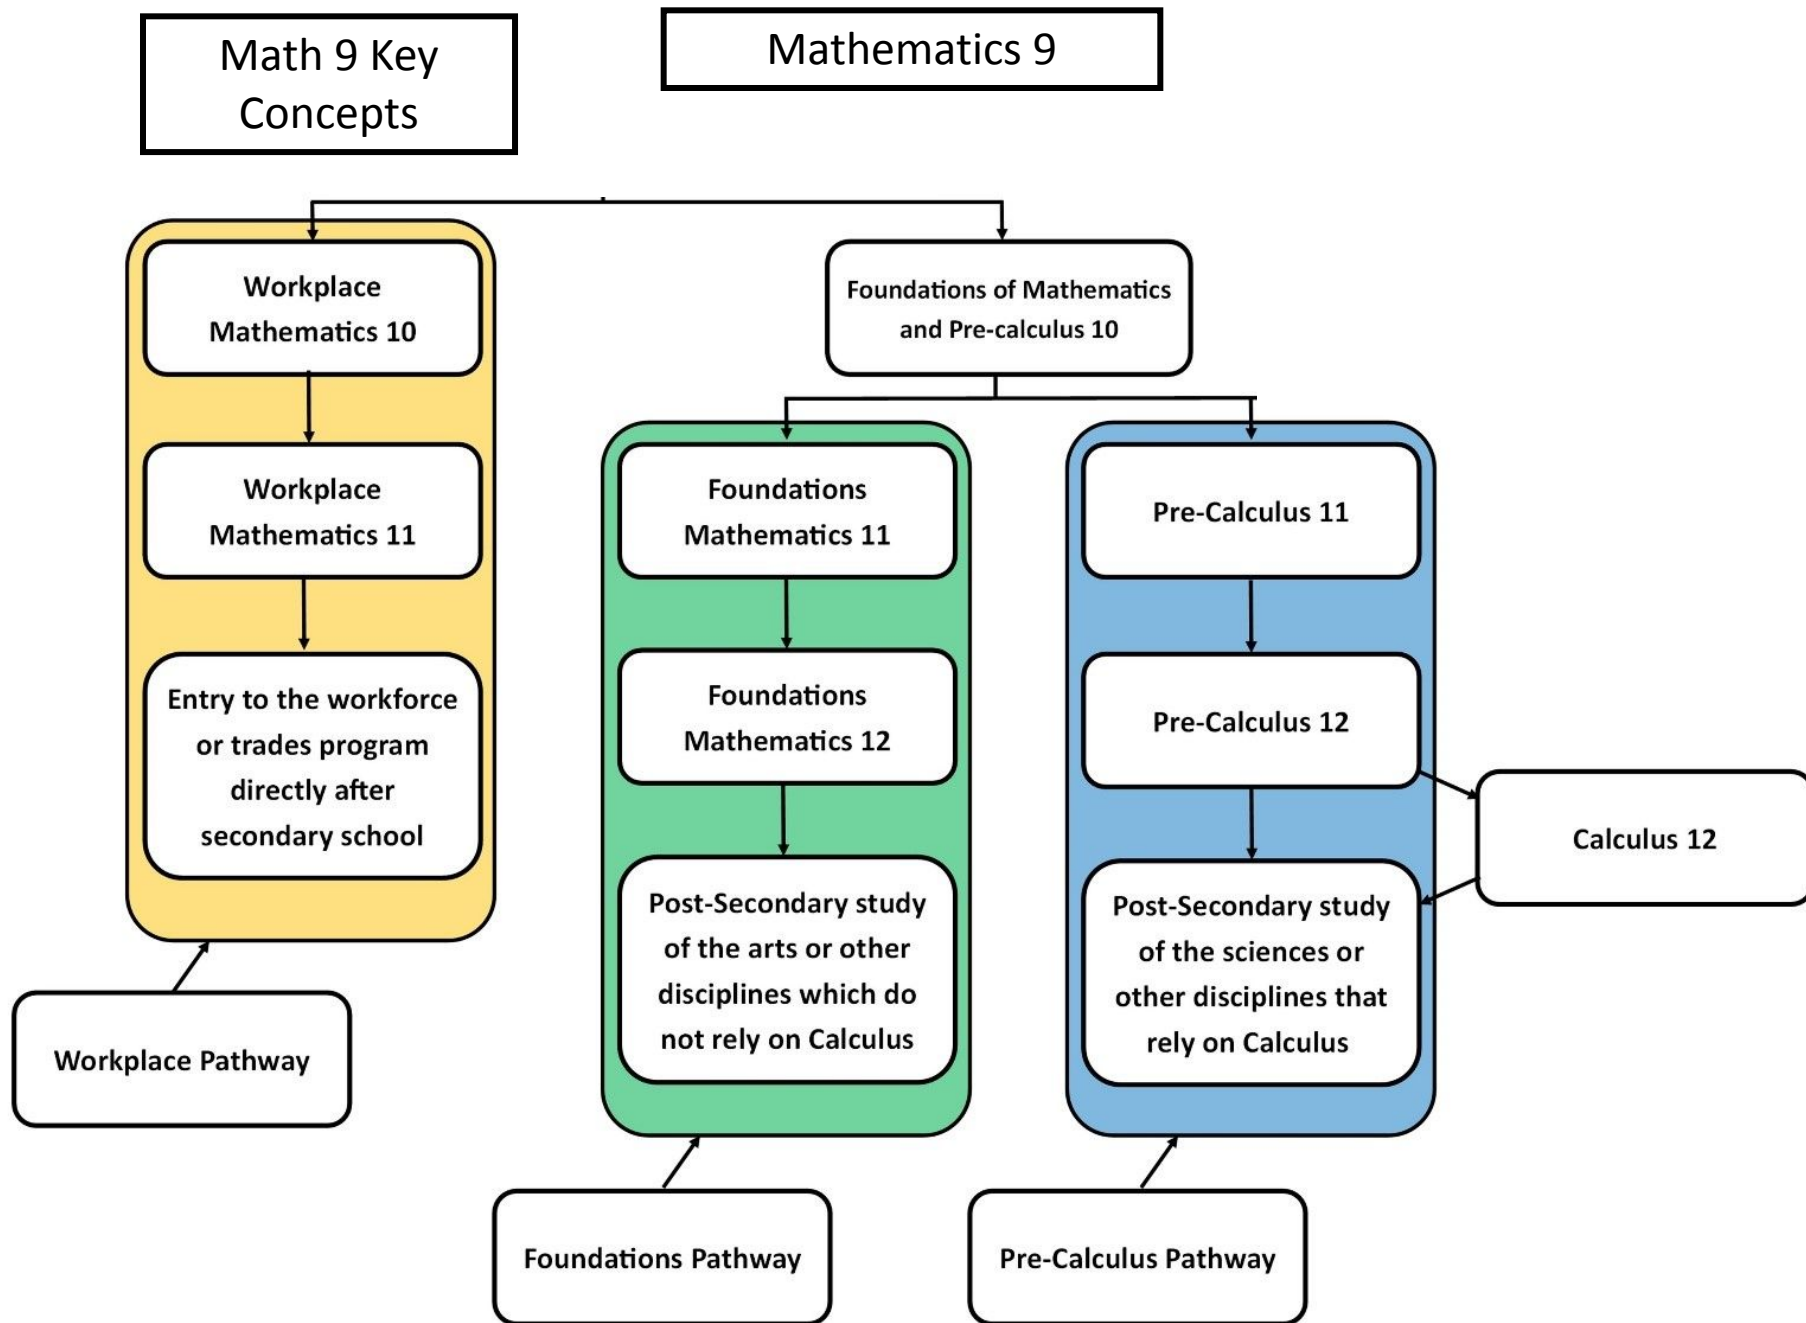 Math 9 Key
Concepts
Mathematics 9
Workplace
Mathematics 10
Foundations of Mathematics
and Pre-calculus 10
Workplace
Mathematics 11
Foundations
Mathematics 11
Pre-Calculus 11
Entry to the workforce
or trades program
directly after
secondary school
Foundations
Mathematics 12
Pre-Calculus 12
Calculus 12
Post-Secondary study
of the arts or other
disciplines which do
not rely on Calculus
Post-Secondary study
of the sciences or
other disciplines that
rely on Calculus
Workplace Pathway
Foundations Pathway
Pre-Calculus Pathway